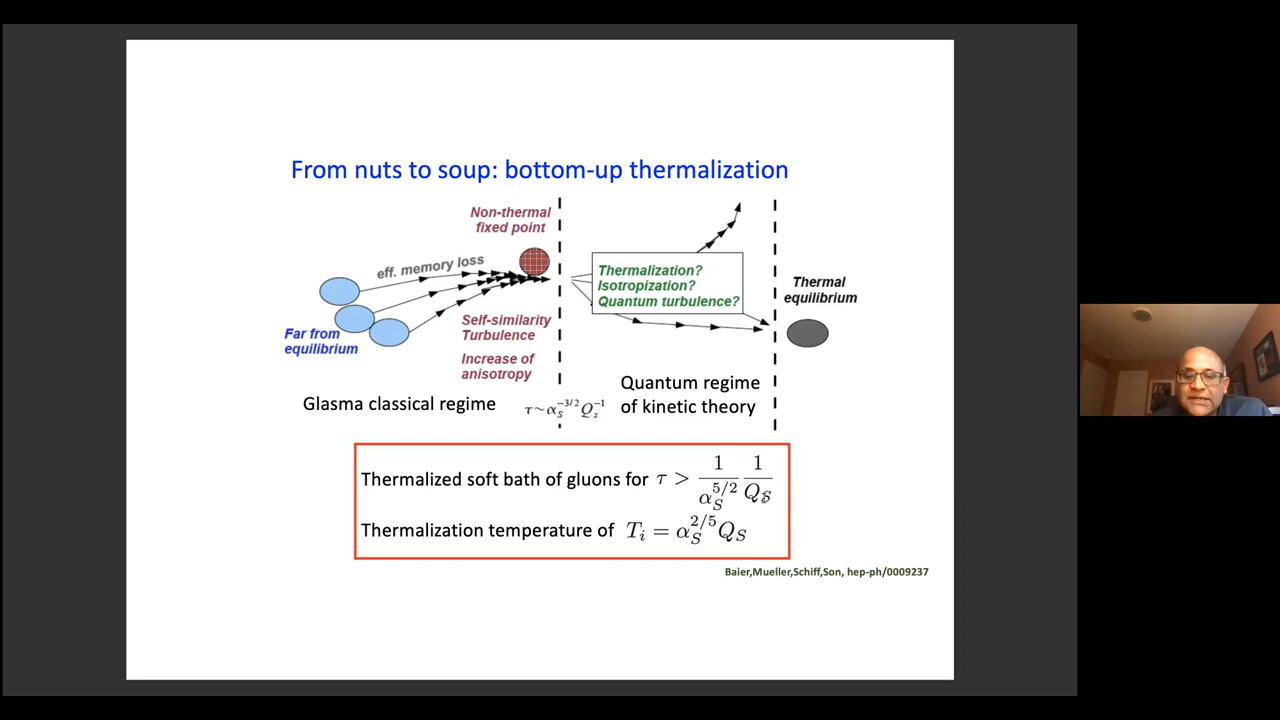 From nuts to soup: bottom-up thermalization
Non-thermal
fixed point
eff. memory loss
Thermalization?
Isotropization?
Quantum turbulence?
Thermal
equilibrium
Far from
equilibrium
Self-similarity
Turbulence
Increase of
anisotropy
Glasma classical regime
τ~α_S^{-3/2} Q_s^{-1}
Quantum regime
of kinetic theory
Thermalized soft bath of gluons for τ > \frac{1}{α_S^{5/2}} \frac{1}{Q_S}
Thermalization temperature of T_i = α_S^{2/5} Q_S
Baier,Mueller,Schiff,Son, hep-ph/0009237